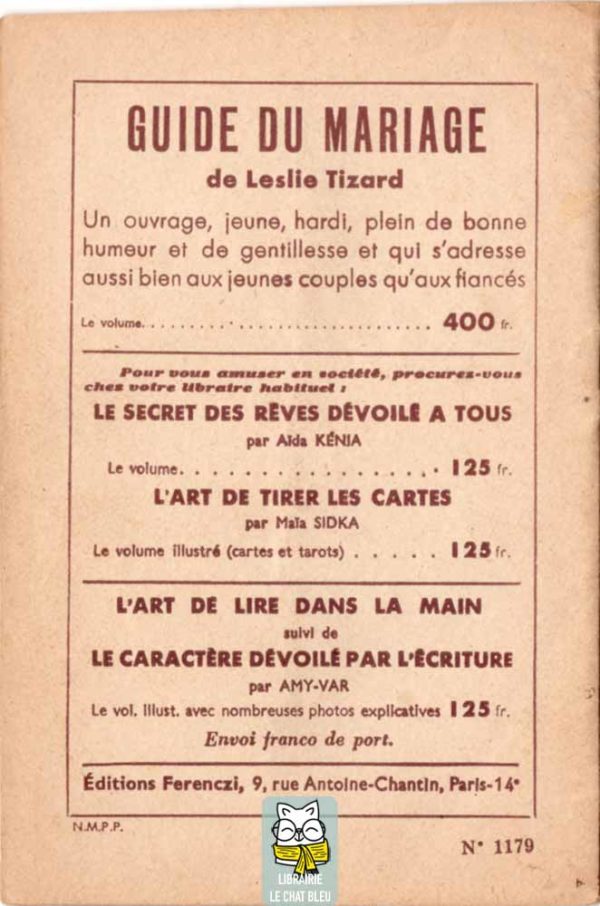 GUIDE DU MARIAGE
de Leslie Tizard
Un ouvrage, jeune, hardi, plein de bonne
humeur et de gentillesse et qui s'adresse
aussi bien aux jeunes couples qu'aux fiancés
Le volume. . . . . . . . . . . . . . . . . . . . . . . . . . . . . . . 400 fr.
Pour vous amuser en société, procurez-vous
chez votre libraire habituel :
LE SECRET DES RÊVES DÉVOILÉ A TOUS
par Aïda KÉNIA
Le volume. . . . . . . . . . . . . . . . . 125 fr.
L'ART DE TIRER LES CARTES
par Maïa SIDKA
Le volume illustré (cartes et tarots) . . . . . 125 fr.
L'ART DE LIRE DANS LA MAIN
suivi de
LE CARACTÈRE DÉVOILÉ PAR L'ÉCRITURE
par AMY-VAR
Le vol. illust. avec nombreuses photos explicatives 125 fr.
Envoi franco de port.
Éditions Ferenczi, 9, rue Antoine-Chantin, Paris-14e
N.M.P.P.
N° 1179
LIBRAIRIE
LE CHAT BLEU